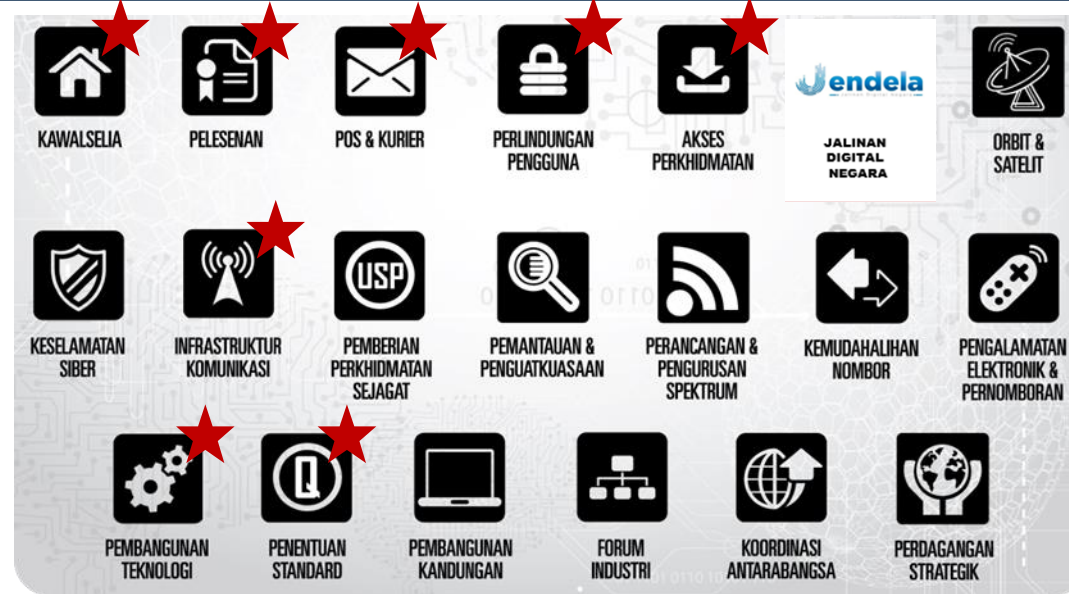 Jendela
JALINAN
DIGITAL
NEGARA
KAWALSELIA
PELESENAN
POS & KURIER
PERLINDUNGAN
PENGGUNA
AKSES
PERKHIDMATAN
ORBIT &
SATELIT
USP
KESELAMATAN
SIBER
INFRASTRUKTUR
KOMUNIKASI
PEMBERIAN
PERKHIDMATAN
SEJAGAT
PEMANTAUAN &
PENGUATKUASAAN
PERANCANGAN &
PENGURUSAN
SPEKTRUM
KEMUDAHALIHAN
NOMBOR
PENGALAMATAN
ELEKTRONIK &
PERNOMBORAN
Q
PEMBANGUNAN
TEKNOLOGI
PENENTUAN
STANDARD
PEMBANGUNAN
KANDUNGAN
FORUM
INDUSTRI
KOORDINASI
ANTARABANGSA
PERDAGANGAN
STRATEGIK